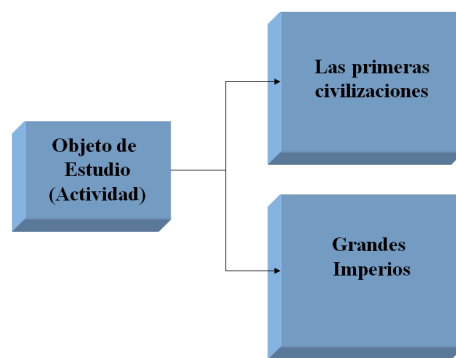 Objeto de
Estudio
(Actividad)
Las primeras
civilizaciones
Grandes
Imperios